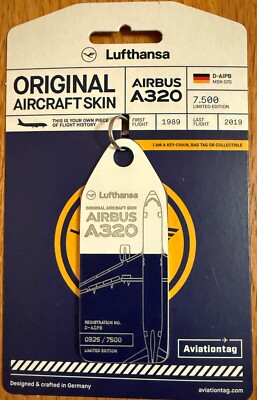 Lufthansa
ORIGINAL
AIRCRAFT SKIN
AIRBUS
A320
D-AIPB
MSN 070
7.500
LIMITED EDITION
THIS IS YOUR OWN PIECE
OF FLIGHT HISTORY
FIRST
FLIGHT
1989
LAST
FLIGHT
2019
I AM A KEY-CHAIN, BAG TAG OR COLLECTIBLE
Lufthansa
ORIGINAL AIRCRAFT SKIN
AIRBUS
A320
REGISTRATION NO.
D-AIPB
0325 / 7500
LIMITED EDITION
Aviationtag
Designed & crafted in Germany
aviationtag.com